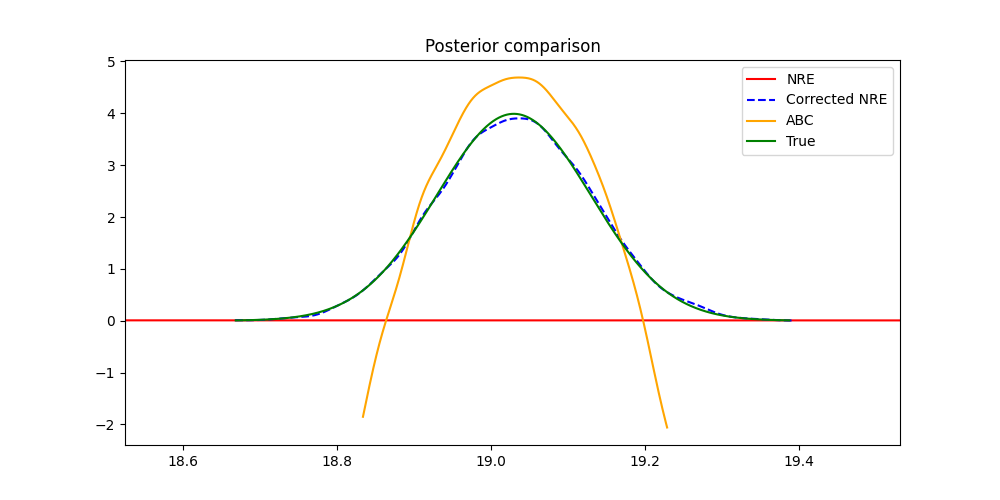 Posterior comparison
NRE
Corrected NRE
ABC
True
5
4
3
2
1
0
−1
−2
18.6 18.8 19.0 19.2 19.4